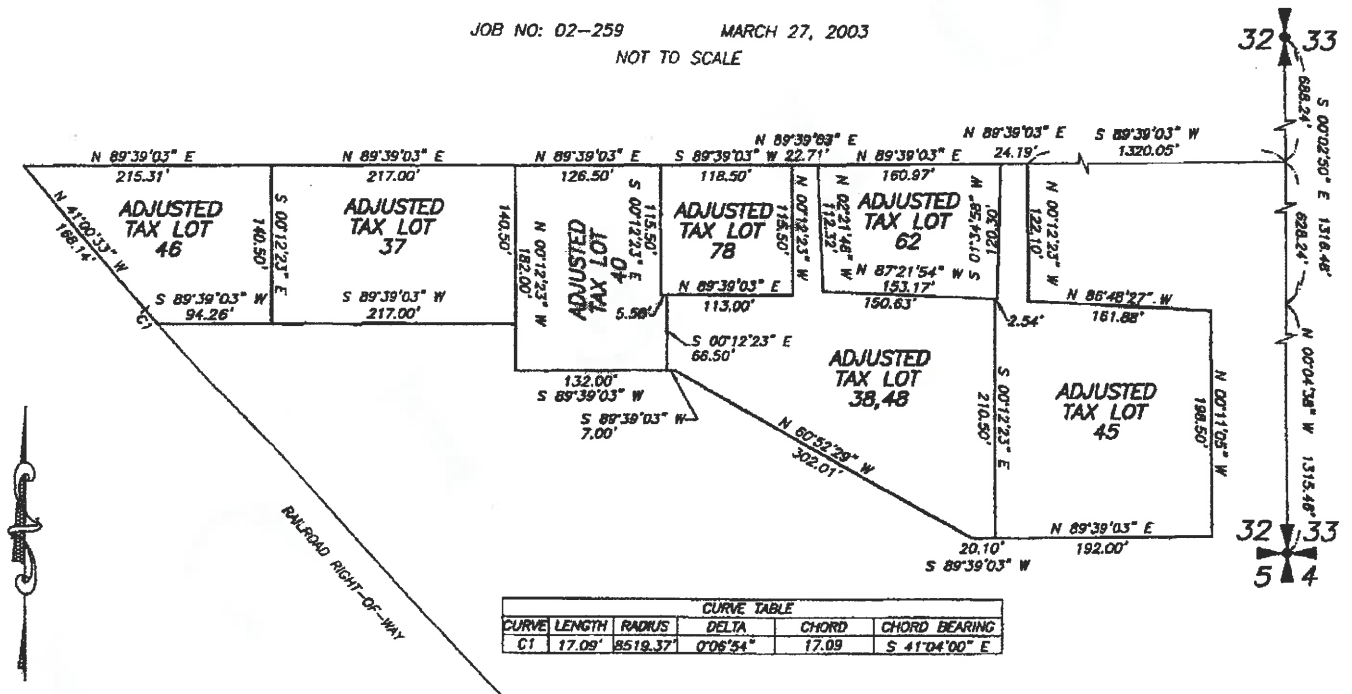 JOB NO: 02-259 MARCH 27, 2003
NOT TO SCALE
32 33
S 00°02'50" E 1316.48'
688.24'
628.24'
N 00°04'38" W 1315.46'
32 33
5 4
N 89°39'03" E
215.31'
N 89°39'03" E
217.00'
N 89°39'03" E
126.50'
S 89°39'03" W
118.50'
N 89°39'03" E
22.71'
N 89°39'03" E
160.97'
N 89°39'03" E
24.19'
S 89°39'03" W
1320.05'
N 41°00'33" W
166.14'
ADJUSTED
TAX LOT
46
S 00°12'23" E
140.50'
ADJUSTED
TAX LOT
37
140.50'
N 00°12'23" W
182.00'
ADJUSTED
TAX LOT
40
S 00°12'23" E
115.50'
ADJUSTED
TAX LOT
78
N 00°12'23" W
115.50'
N 02°21'48" W
112.32'
ADJUSTED
TAX LOT
62
S 01°34'58" W
120.30'
N 00°12'23" W
122.10'
N 87°21'54" W
153.17'
150.63'
2.54'
N 86°48'27" W
161.88'
C1
S 89°39'03" W
94.26'
S 89°39'03" W
217.00'
5.58'
N 89°39'03" E
113.00'
S 00°12'23" E
66.50'
132.00'
S 89°39'03" W
S 89°39'03" W
7.00'
ADJUSTED
TAX LOT
38,48
N 60°52'29" W
302.01'
S 00°12'23" E
210.50'
ADJUSTED
TAX LOT
45
N 00°11'05" W
198.50'
20.10'
S 89°39'03" W
N 89°39'03" E
192.00'
RAILROAD RIGHT-OF-WAY
CURVE TABLE
CURVE LENGTH RADIUS DELTA CHORD CHORD BEARING
C1 17.09' 8519.37' 0°06'54" 17.09 S 41°04'00" E